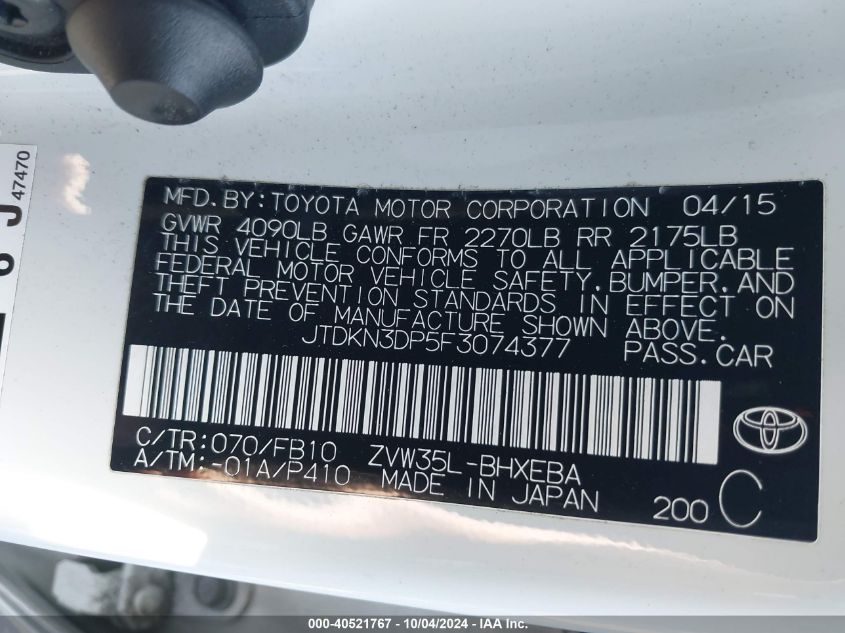 47470
J
MFD. BY: TOYOTA MOTOR CORPORATION 04/15
GVWR 4090LB GAWR FR 2270LB RR 2175LB
THIS VEHICLE CONFORMS TO ALL APPLICABLE
FEDERAL MOTOR VEHICLE SAFETY, BUMPER, AND
THEFT PREVENTION STANDARDS IN EFFECT ON
THE DATE OF MANUFACTURE SHOWN ABOVE.
JTDKN3DP5F3074377 PASS. CAR
C/TR: 070/FB10 ZVW35L-BHXEBA
A/TM: -01A/P410 MADE IN JAPAN 200 C
000-40521767 - 10/04/2024 - IAA Inc.